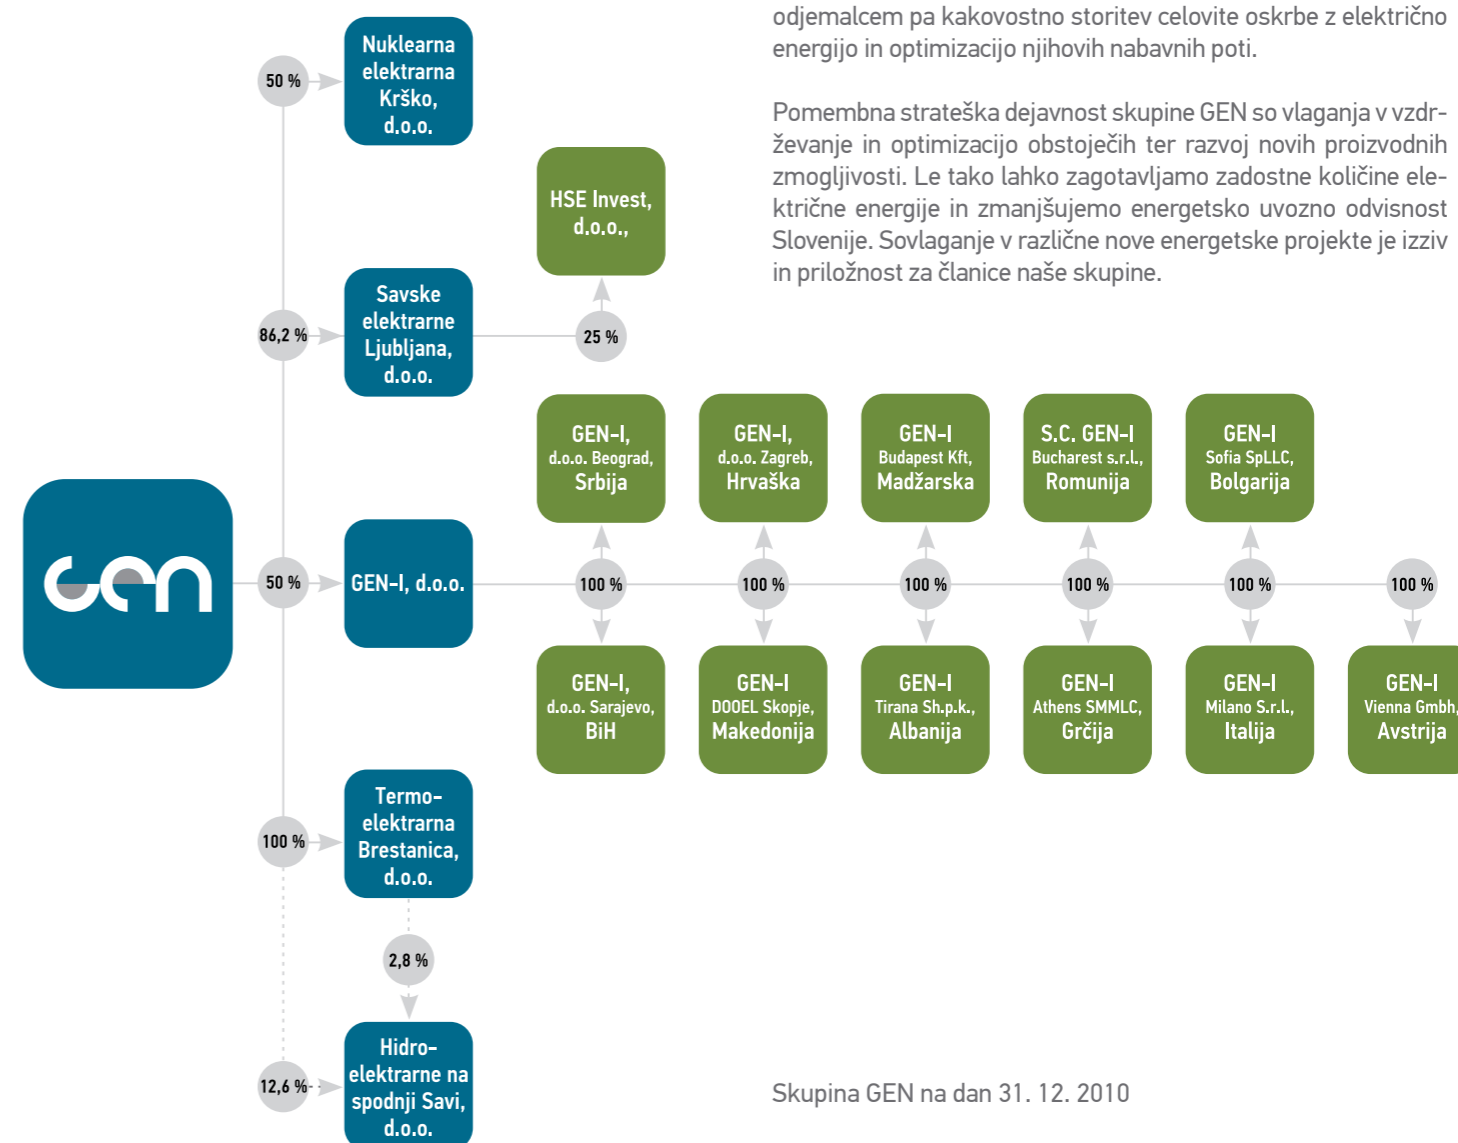 odjemalcem pa kakovostno storitev celovite oskrbe z električno
energijo in optimizacijo njihovih nabavnih poti.
Pomembna strateška dejavnost skupine GEN so vlaganja v vzdr-
ževanje in optimizacijo obstoječih ter razvoj novih proizvodnih
zmogljivosti. Le tako lahko zagotavljamo zadostne količine ele-
ktrične energije in zmanjšujemo energetsko uvozno odvisnost
Slovenije. Sovlaganje v različne nove energetske projekte je izziv
in priložnost za članice naše skupine.
50 %
Nuklearna
elektrarna
Krško,
d.o.o.
HSE Invest,
d.o.o.,
86,2 %
Savske
elektrarne
Ljubljana,
d.o.o.
25 %
gen
50 %
GEN-I, d.o.o.
GEN-I,
d.o.o. Beograd,
Srbija
GEN-I,
d.o.o. Zagreb,
Hrvaška
GEN-I
Budapest Kft,
Madžarska
S.C. GEN-I
Bucharest s.r.l.,
Romunija
GEN-I
Sofia SpLLC,
Bolgarija
100 %
100 %
100 %
100 %
100 %
100 %
GEN-I,
d.o.o. Sarajevo,
BiH
GEN-I
DOOEL Skopje,
Makedonija
GEN-I
Tirana Sh.p.k.,
Albanija
GEN-I
Athens SMMLC,
Grčija
GEN-I
Milano S.r.l.,
Italija
GEN-I
Vienna Gmbh,
Avstrija
100 %
Termo-
elektrarna
Brestanica,
d.o.o.
2,8 %
12,6 %
Hidro-
elektrarne na
spodnji Savi,
d.o.o.
Skupina GEN na dan 31. 12. 2010